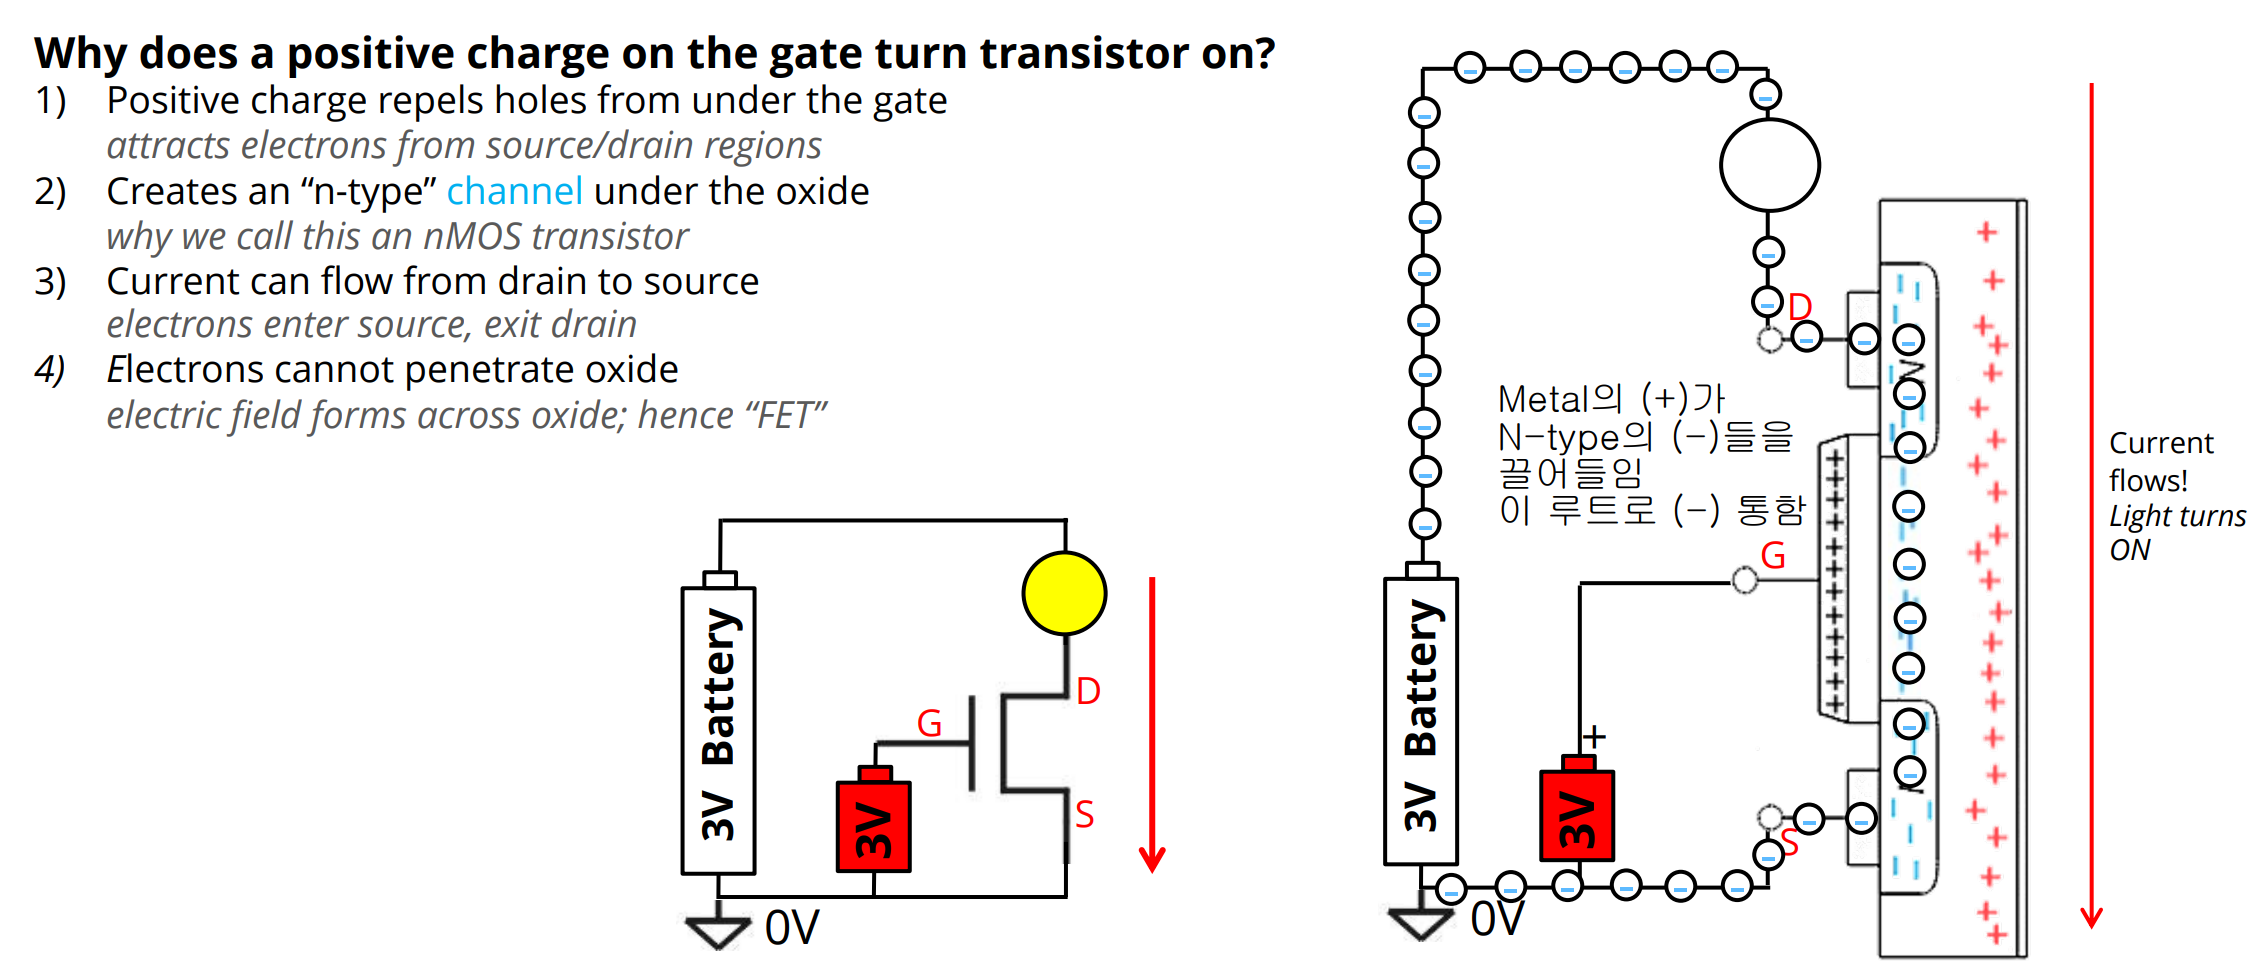 Why does a positive charge on the gate turn transistor on?
1) Positive charge repels holes from under the gate
attracts electrons from source/drain regions
2) Creates an “n-type” channel under the oxide
why we call this an nMOS transistor
3) Current can flow from drain to source
electrons enter source, exit drain
4) Electrons cannot penetrate oxide
electric field forms across oxide; hence “FET”
3V Battery
3V
G
D
S
0V
Metal의 (+)가
N-type의 (-)들을
끌어들임
이 루트로 (-) 통함
D
G
S
N
3V Battery
+
3V
0V
Current
flows!
Light turns
ON